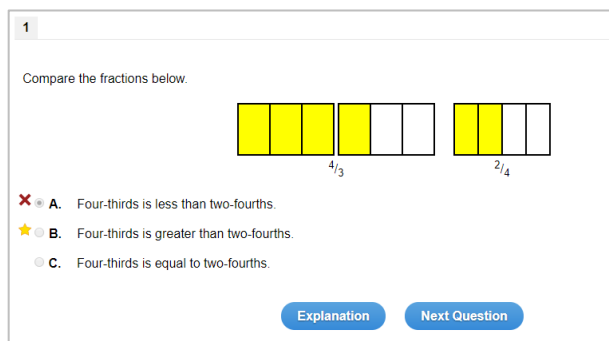 1
Compare the fractions below.
4/3 2/4
A. Four-thirds is less than two-fourths.
B. Four-thirds is greater than two-fourths.
C. Four-thirds is equal to two-fourths.
Explanation Next Question